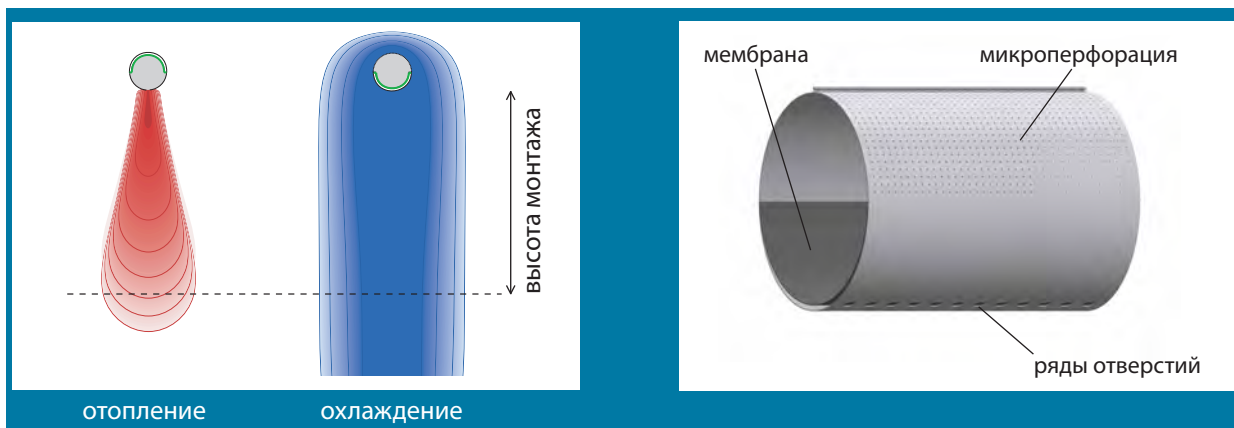 высота монтажа
отопление
охлаждение
мембрана
микроперфорация
ряды отверстий